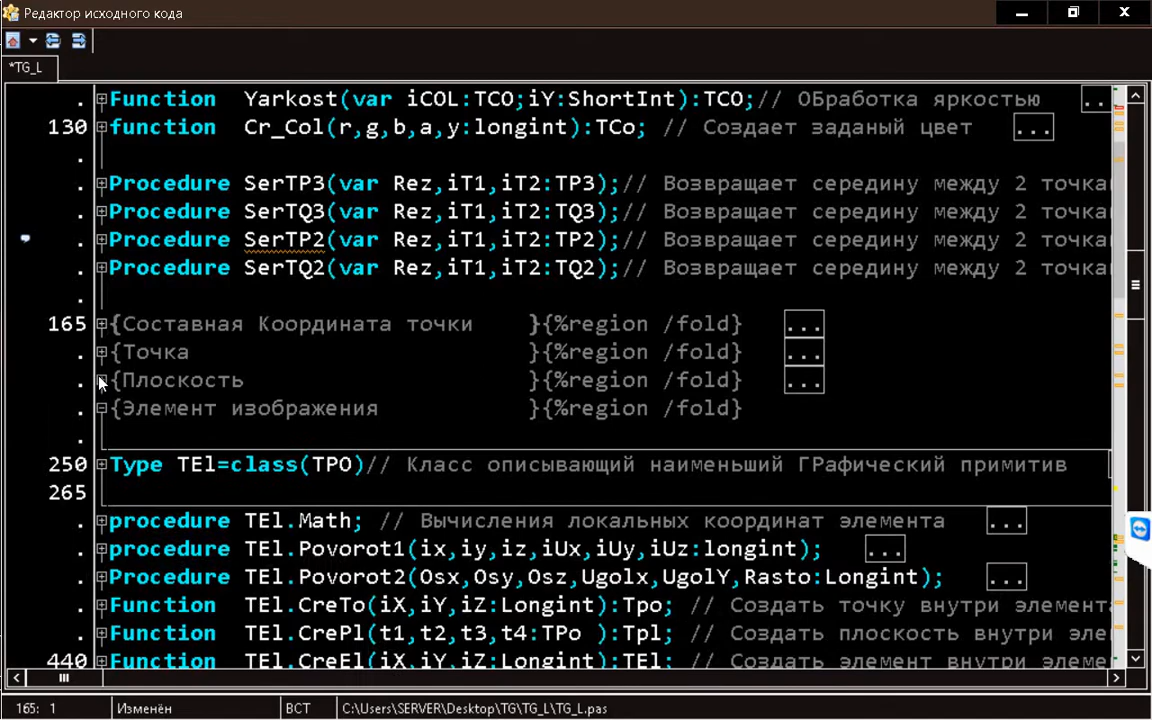 Редактор исходного кода
*TG_L
. Function Yarkost(var iCOL:TCO;iY:ShortInt):TCO;// ОБработка яркостью ..
130 function Cr_Col(r,g,b,a,y:longint):TCo; // Создает заданый цвет ...
.
. Procedure SerTP3(var Rez,iT1,iT2:TP3);// Возвращает середину между 2 точка
. Procedure SerTQ3(var Rez,iT1,iT2:TQ3);// Возвращает середину между 2 точка
. Procedure SerTP2(var Rez,iT1,iT2:TP2);// Возвращает середину между 2 точка
. Procedure SerTQ2(var Rez,iT1,iT2:TQ2);// Возвращает середину между 2 точка
.
165 {Составная Координата точки }{%region /fold} ...
. {Точка }{%region /fold} ...
. {Плоскость }{%region /fold} ...
. {Элемент изображения }{%region /fold}
.
250 Type TEl=class(TPO)// Класс описывающий наименьший ГРафический примитив
265
. procedure TEl.Math; // Вычисления локальных координат элемента ...
. procedure TEl.Povorot1(ix,iy,iz,iUx,iUy,iUz:longint); ...
. Procedure TEl.Povorot2(Osx,Osy,Osz,Ugolx,UgolY,Rasto:Longint); ...
. Function TEl.CreTo(iX,iY,iZ:Longint):Tpo; // Создать точку внутри элемента
. Function TEl.CrePl(t1,t2,t3,t4:TPo ):Tpl; // Создать плоскость внутри эле
440 Function TEl.CreEl(iX,iY,iZ:Longint):TEl; // Создать элемент внутри элеме
165: 1 Изменён ВСТ C:\Users\SERVER\Desktop\TG\TG_L\TG_L.pas